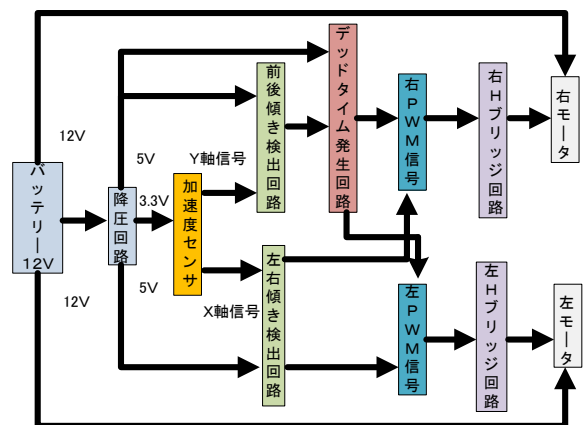 12V
バッテリー
12V
12V
降圧回路
5V
3.3V
5V
加速度センサ
Y軸信号
X軸信号
前後傾き検出回路
左右傾き検出回路
デッドタイム発生回路
右PWM信号
左PWM信号
右Hブリッジ回路
左Hブリッジ回路
右モータ
左モータ